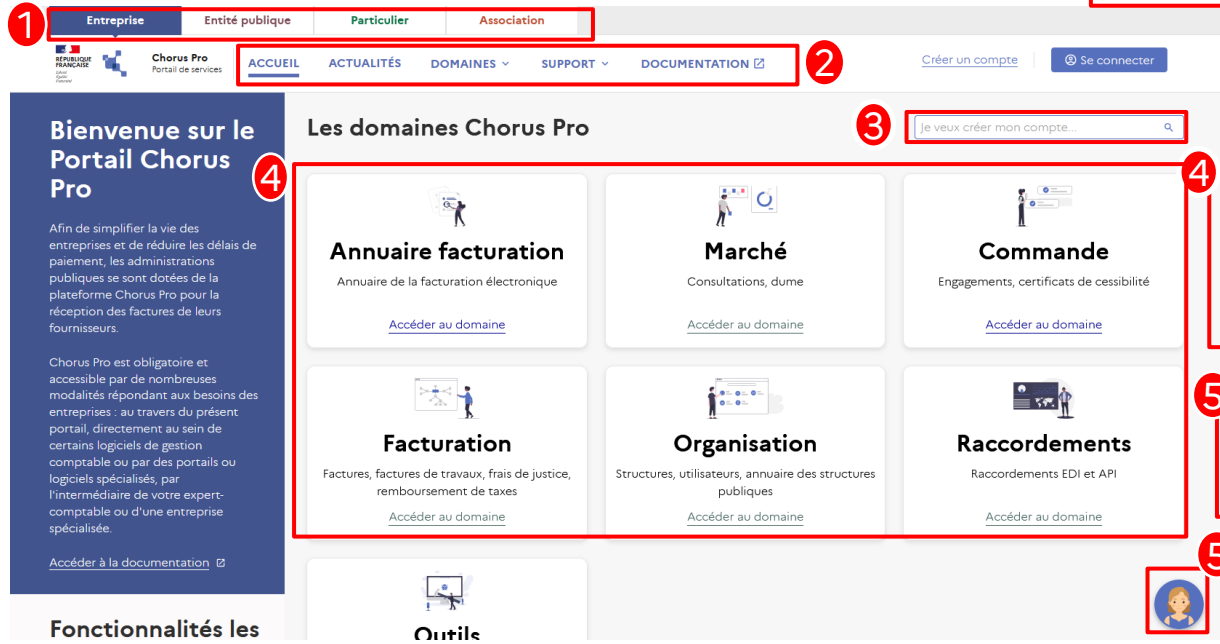 1
Entreprise
Entité publique
Particulier
Association
RÉPUBLIQUE
FRANÇAISE
Liberté
Égalité
Fraternité
Chorus Pro
Portail de services
ACCUEIL
ACTUALITÉS
DOMAINES
SUPPORT
DOCUMENTATION
2
Créer un compte
Se connecter
Bienvenue sur le
Portail Chorus
Pro
Afin de simplifier la vie des
entreprises et de réduire les délais de
paiement, les administrations
publiques se sont dotées de la
plateforme Chorus Pro pour la
réception des factures de leurs
fournisseurs.
Chorus Pro est obligatoire et
accessible par de nombreuses
modalités répondant aux besoins des
entreprises : au travers du présent
portail, directement au sein de
certains logiciels de gestion
comptable ou par des portails ou
logiciels spécialisés, par
l'intermédiaire de votre expert-
comptable ou d'une entreprise
spécialisée.
Accéder à la documentation
Fonctionnalités les
Les domaines Chorus Pro
3
Je veux créer mon compte...
4
4
Annuaire facturation
Annuaire de la facturation électronique
Accéder au domaine
Marché
Consultations, dume
Accéder au domaine
Commande
Engagements, certificats de cessibilité
Accéder au domaine
5
Facturation
Factures, factures de travaux, frais de justice,
remboursement de taxes
Accéder au domaine
Organisation
Structures, utilisateurs, annuaire des structures
publiques
Accéder au domaine
Raccordements
Raccordements EDI et API
Accéder au domaine
5
Outils